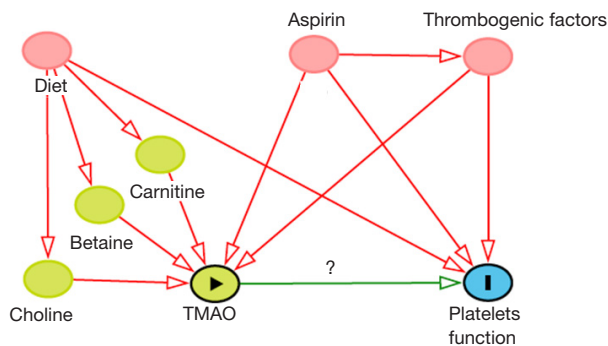 Aspirin
Thrombogenic factors
Diet
Carnitine
Betaine
?
Choline
TMAO
Platelets
function